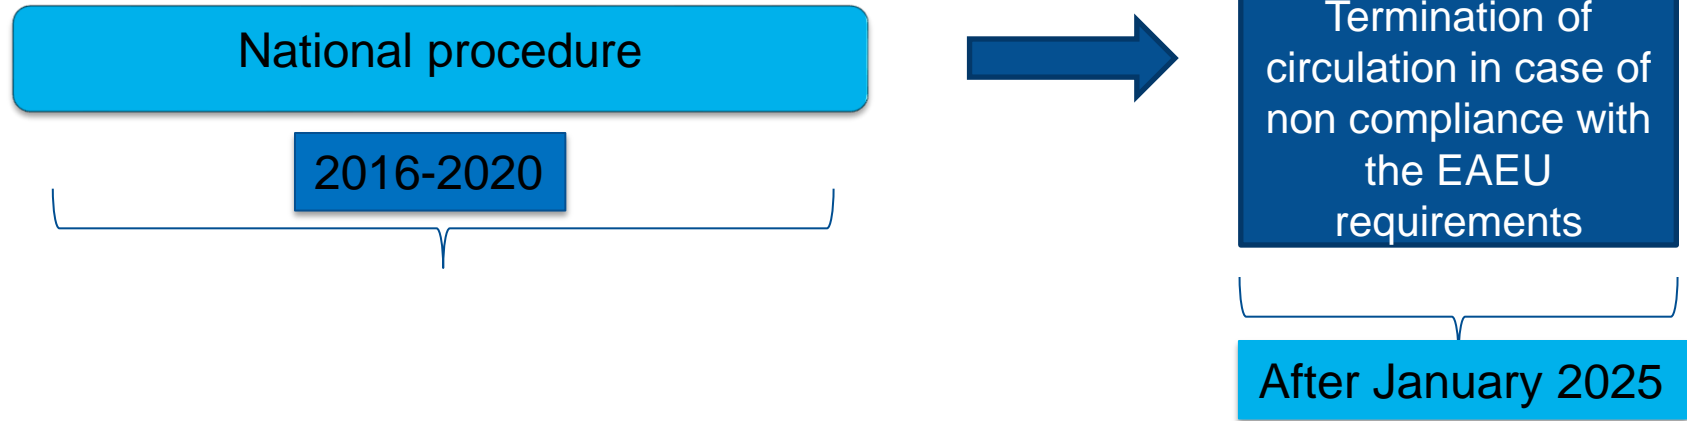 National procedure
2016-2020
Termination of
circulation in case of
non compliance with
the EAEU
requirements
After January 2025